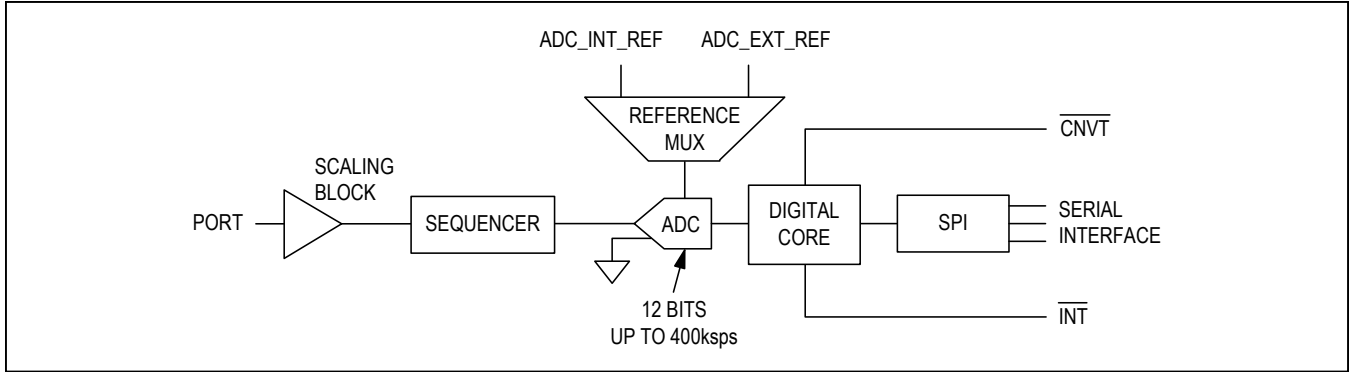 ADC_INT_REF
ADC_EXT_REF
REFERENCE
MUX
CNVT
SCALING
BLOCK
PORT
SEQUENCER
ADC
DIGITAL
CORE
SPI
SERIAL
INTERFACE
12 BITS
UP TO 400ksps
INT